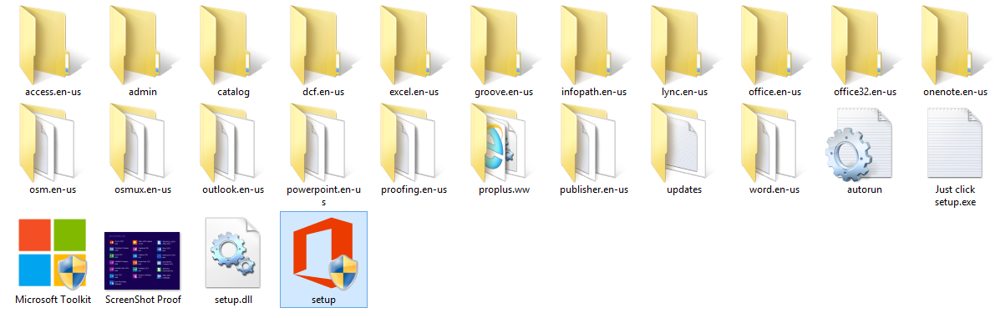 access.en-us
admin
catalog
dcf.en-us
excel.en-us
groove.en-us
infopath.en-us
lync.en-us
office.en-us
office32.en-us
onenote.en-us
osm.en-us
osmux.en-us
outlook.en-us
powerpoint.en-u
s
proofing.en-us
proplus.ww
publisher.en-us
updates
word.en-us
autorun
Just click
setup.exe
Microsoft Toolkit
ScreenShot Proof
setup.dll
setup